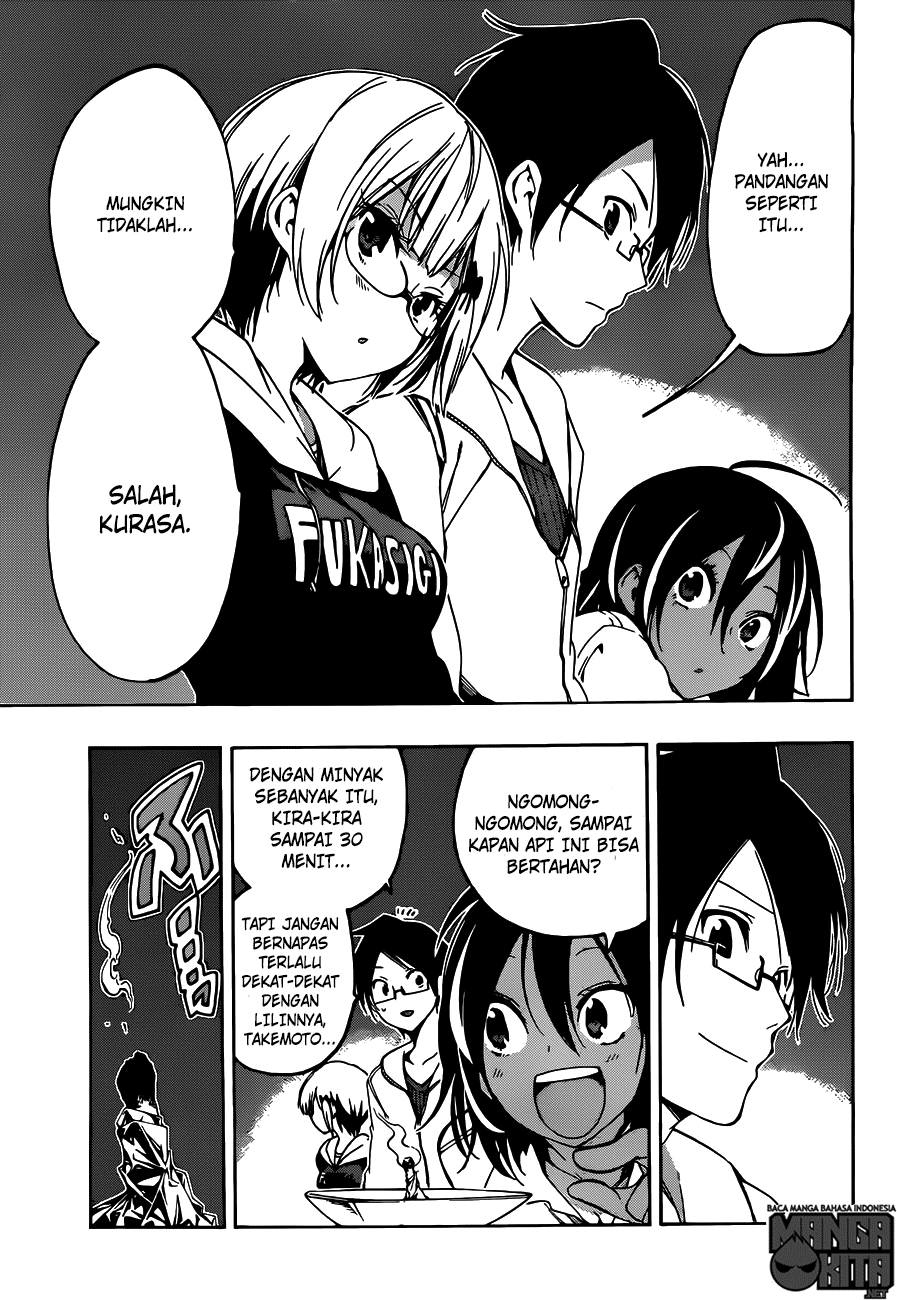 YAH...
PANDANGAN
SEPERTI
ITU...
MUNGKIN
TIDAKLAH...
SALAH,
KURASA.
FUKASIGI
NGOMONG-
NGOMONG, SAMPAI
KAPAN API INI BISA
BERTAHAN?
DENGAN MINYAK
SEBANYAK ITU,
KIRA-KIRA
SAMPAI 30
MENIT...
TAPI JANGAN
BERNAPAS
TERLALU
DEKAT-DEKAT
DENGAN
LILINNYA,
TAKEMOTO...
ふ…
BACA MANGA BAHASA INDONESIA
MANGA
KITA
.NET